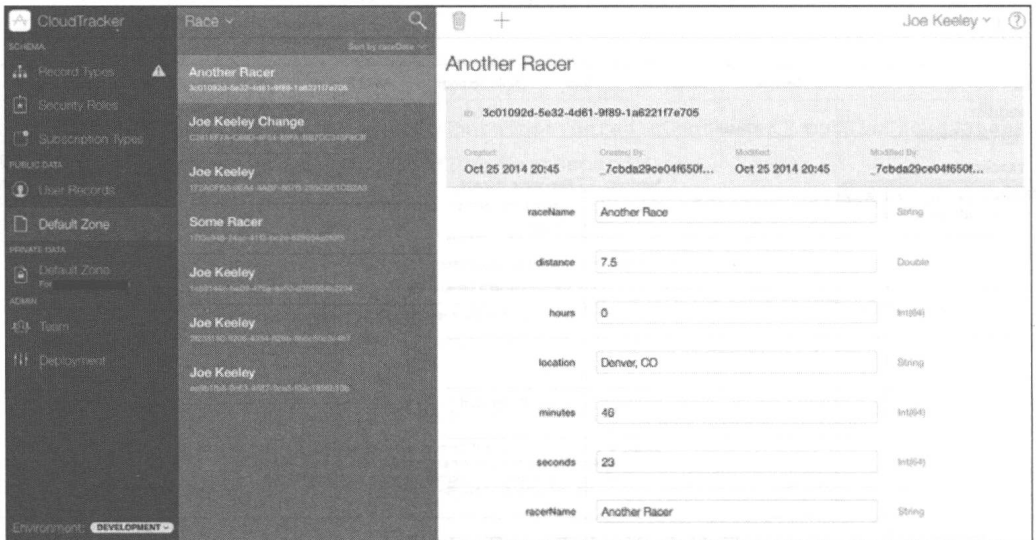 CloudTracker
SCHEMA
Record Types
Security Roles
Subscription Types
PUBLIC DATA
User Records
Default Zone
PRIVATE DATA
Default Zone
For
ADMIN
Team
Deployment
Environment: DEVELOPMENT
Race
Sort by raceDate
Another Racer
3c01092d-5e32-4d61-9f89-1a6221f7e705
Joe Keeley Change
Joe Keeley
Some Racer
Joe Keeley
Joe Keeley
Joe Keeley
Joe Keeley
Another Racer
ID: 3c01092d-5e32-4d61-9f89-1a6221f7e705
Created: Created By: Modified: Modified By:
Oct 25 2014 20:45 _7cbda29ce04f650f... Oct 25 2014 20:45 _7cbda29ce04f650f...
raceName Another Race String
distance 7.5 Double
hours 0 Int(64)
location Denver, CO String
minutes 46 Int(64)
seconds 23 Int(64)
racerName Another Racer String